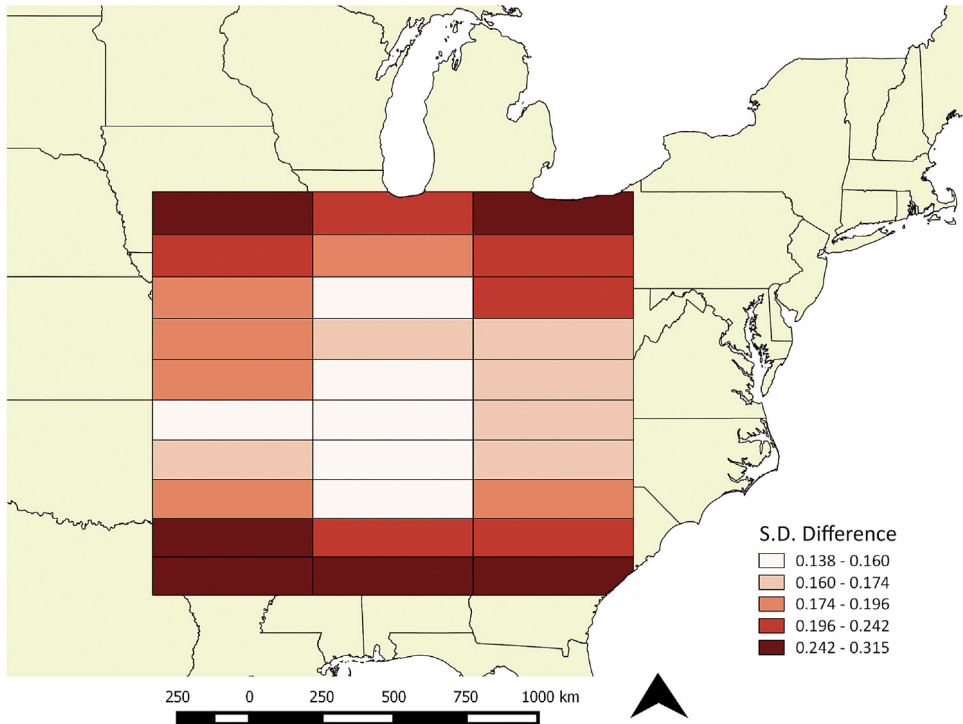 S.D. Difference
0.138 - 0.160
0.160 - 0.174
0.174 - 0.196
0.196 - 0.242
0.242 - 0.315
250 0 250 500 750 1000 km